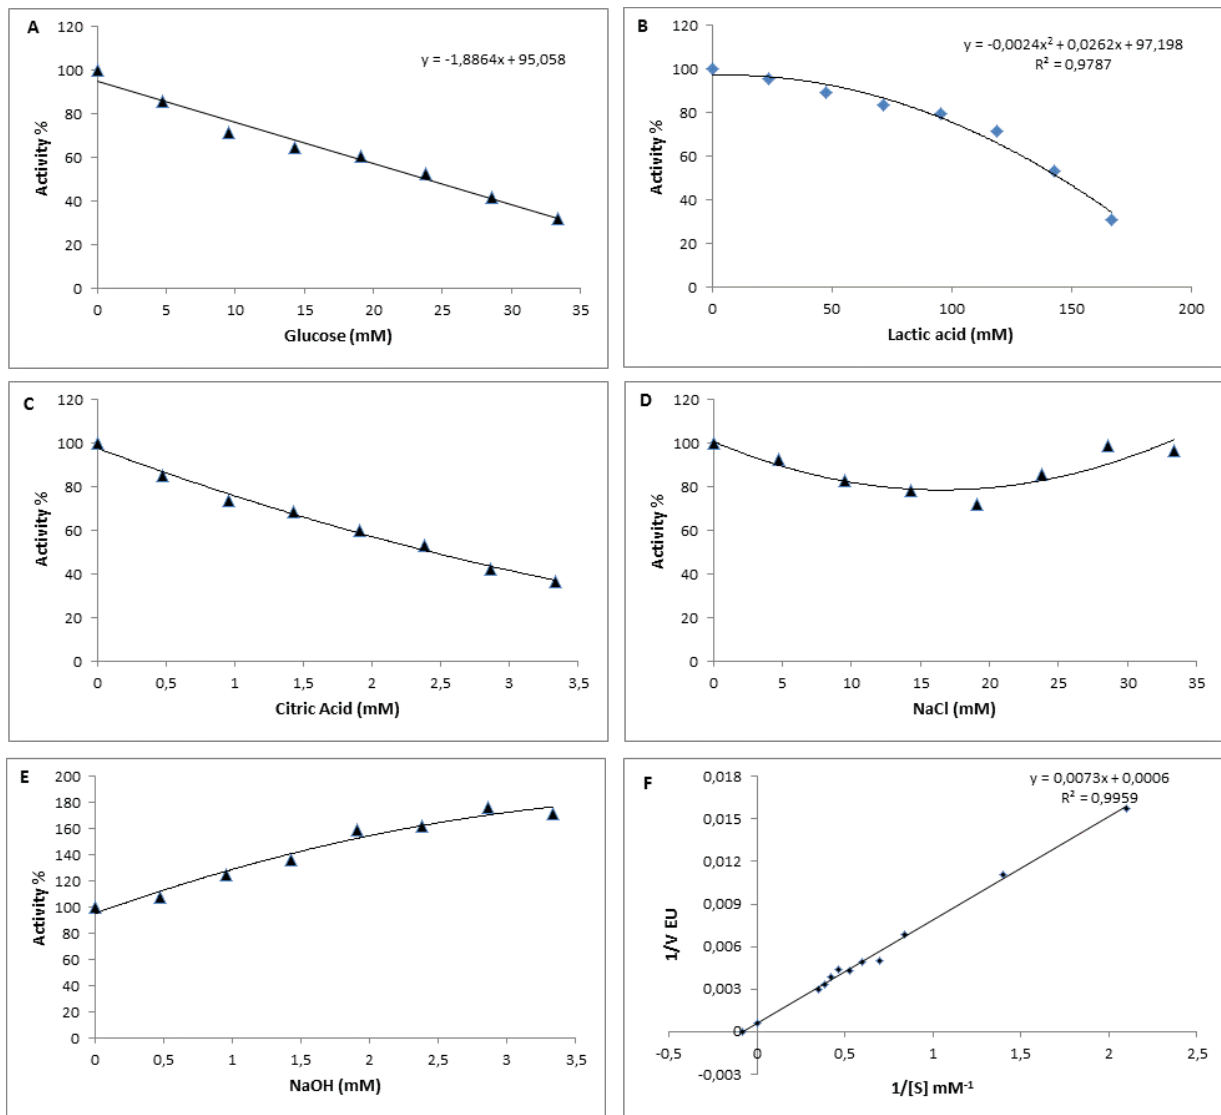 A
y = -1,8864x + 95,058
120
100
80
60
40
20
0
Activity %
0 5 10 15 20 25 30 35
Glucose (mM)
B
y = -0,0024x² + 0,0262x + 97,198
R² = 0,9787
120
100
80
60
40
20
0
Activity %
0 50 100 150 200
Lactic acid (mM)
C
120
100
80
60
40
20
0
Activity %
0 0,5 1 1,5 2 2,5 3 3,5
Citric Acid (mM)
D
120
100
80
60
40
20
0
Activity %
0 5 10 15 20 25 30 35
NaCl (mM)
E
200
180
160
140
120
100
80
60
40
20
0
Activity %
0 0,5 1 1,5 2 2,5 3 3,5
NaOH (mM)
F
y = 0,0073x + 0,0006
R² = 0,9959
0,018
0,015
0,012
0,009
0,006
0,003
0
-0,003
1/V EU
-0,5 0 0,5 1 1,5 2 2,5
1/[S] mM⁻¹